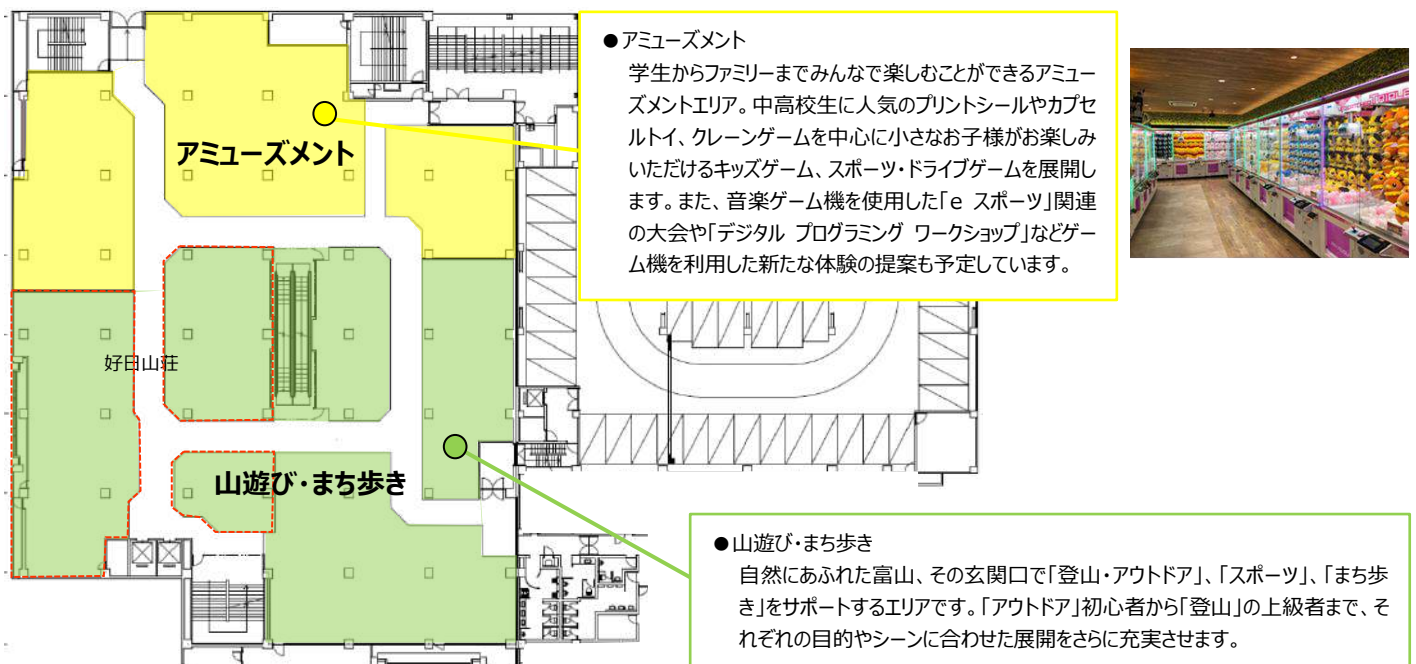 ●アミューズメント
学生からファミリーまでみんなで楽しむことができるアミュー
ズメントエリア。中高校生に人気のプリントシールやカプセ
ルトイ、クレーンゲームを中心に小さなお子様がお楽しみ
いただけるキッズゲーム、スポーツ・ドライブゲームを展開し
ます。また、音楽ゲーム機を使用した「e スポーツ」関連
の大会や「デジタル プログラミング ワークショップ」などゲー
ム機を利用した新たな体験の提案も予定しています。
アミューズメント
好日山荘
山遊び・まち歩き
●山遊び・まち歩き
自然にあふれた富山、その玄関口で「登山・アウトドア」、「スポーツ」、「まち歩
き」をサポートするエリアです。「アウトドア」初心者から「登山」の上級者まで、そ
れぞれの目的やシーンに合わせた展開をさらに充実させます。